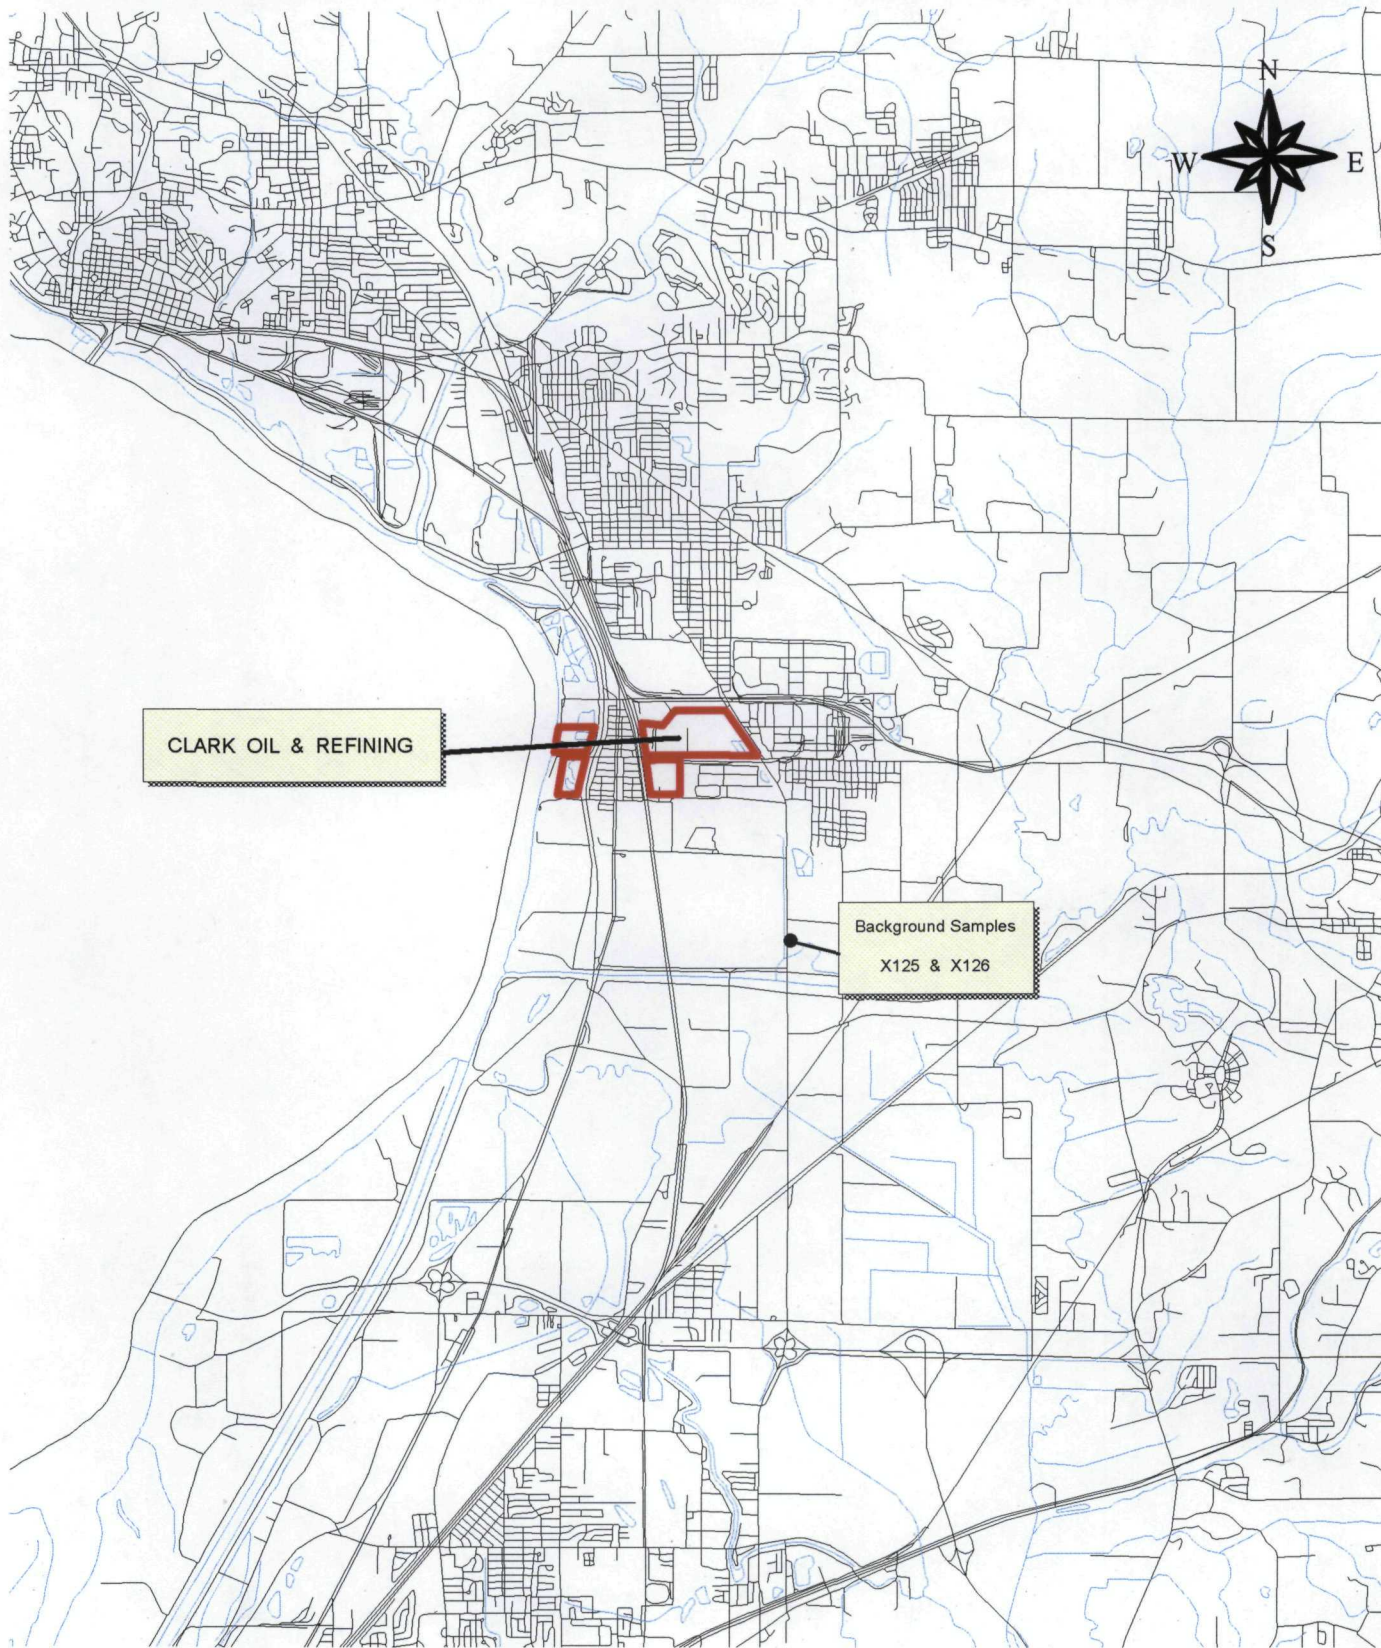 N
W E
S
CLARK OIL & REFINING
Background Samples
X125 & X126